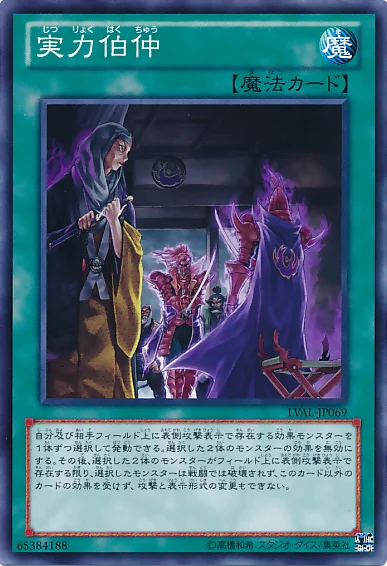 じつ りょく はく ちゅう
実力伯仲
魔
【魔法カード】
LVAL-JP069
自分及び相手フィールド上に表側攻撃表示で存在する効果モンスターを
1体ずつ選択して発動できる。選択した2体のモンスターの効果を無効に
する。その後、選択した2体のモンスターがフィールド上に表側攻撃表示で
存在する限り、選択したモンスターは戦闘では破壊されず、このカード以外の
カードの効果を受けず、攻撃と表示形式の変更もできない。
65384188
©高橋和希 スタジオ・ダイス/集英社